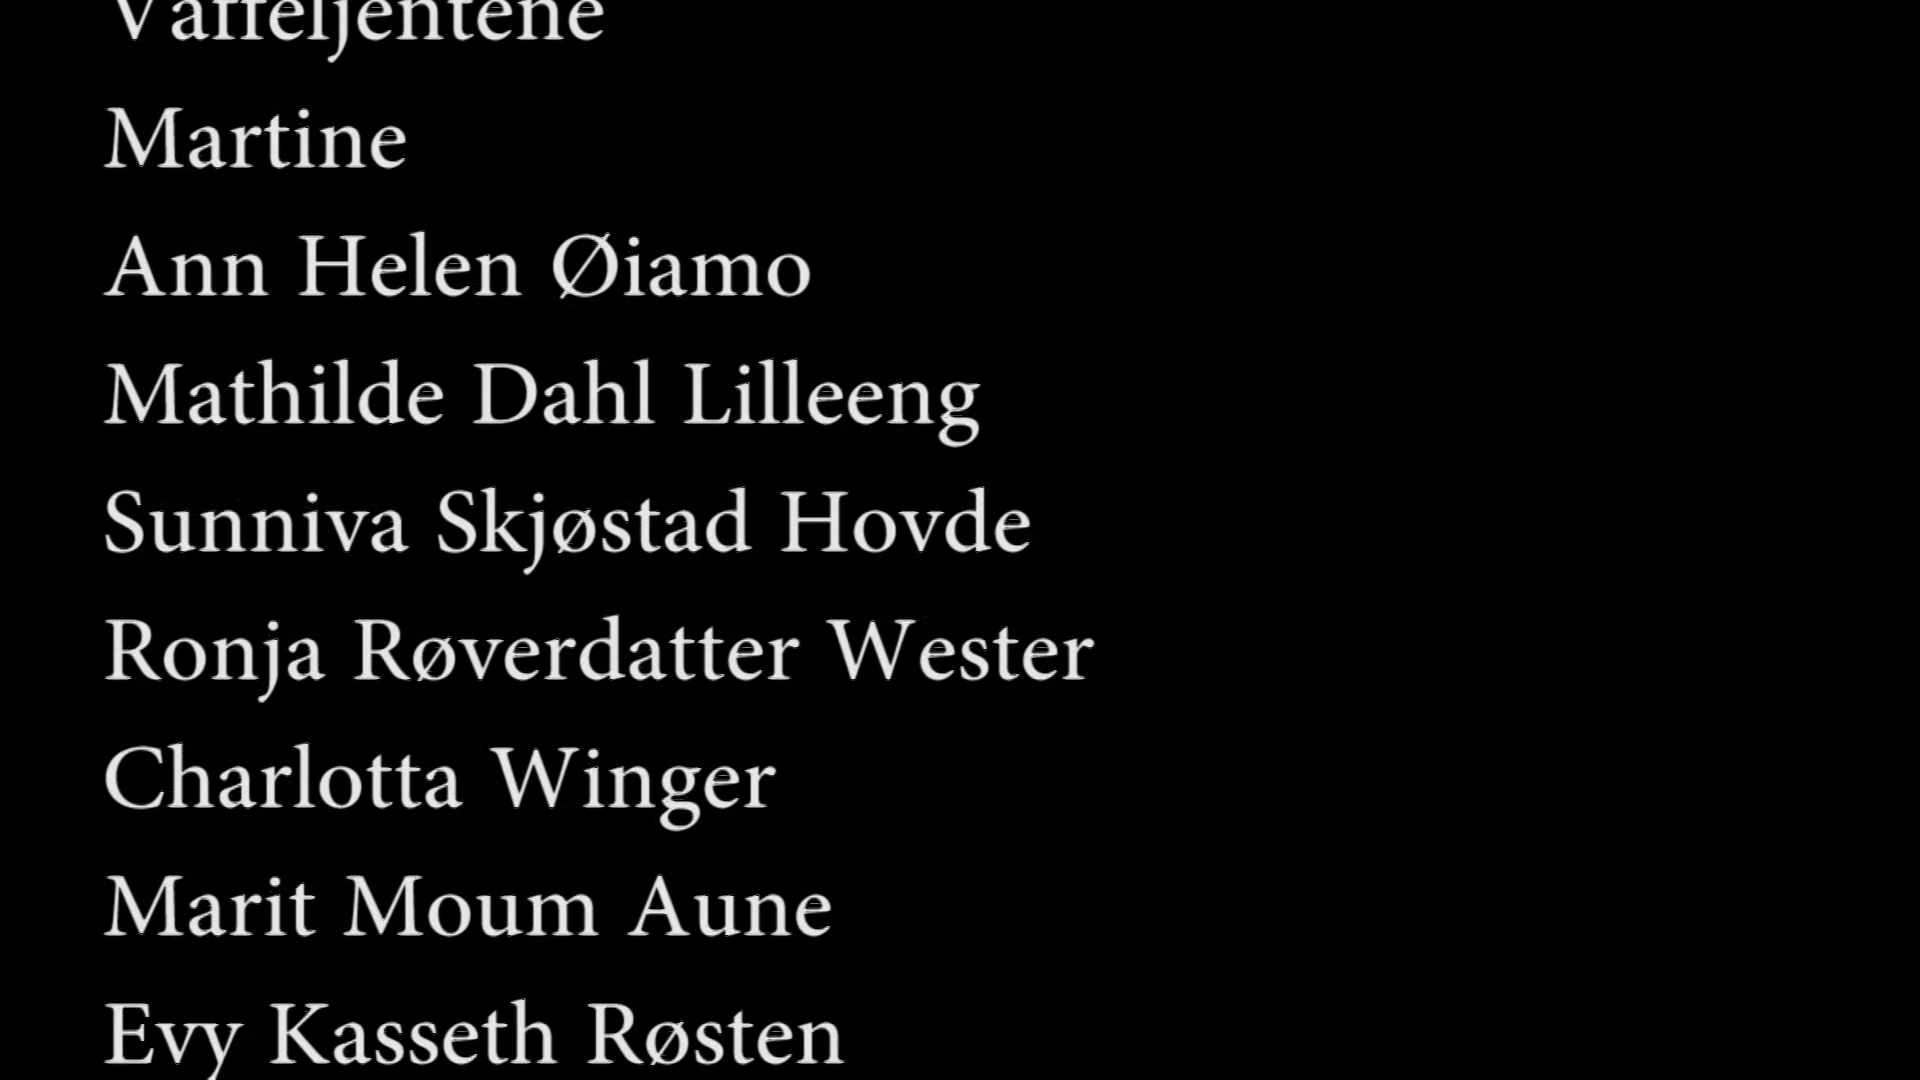 Vaffeljentene
Martine
Ann Helen Øiamo
Mathilde Dahl Lilleeng
Sunniva Skjøstad Hovde
Ronja Røverdatter Wester
Charlotta Winger
Marit Moum Aune
Evy Kasseth Røsten